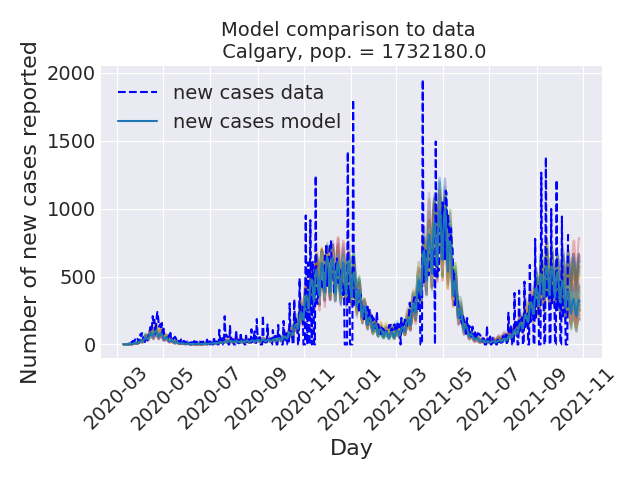 Model comparison to data
Calgary, pop. = 1732180.0
Number of new cases reported
2000
1500
1000
500
0
new cases data
new cases model
2020-03
2020-05
2020-07
2020-09
2020-11
2021-01
2021-03
2021-05
2021-07
2021-09
2021-11
Day